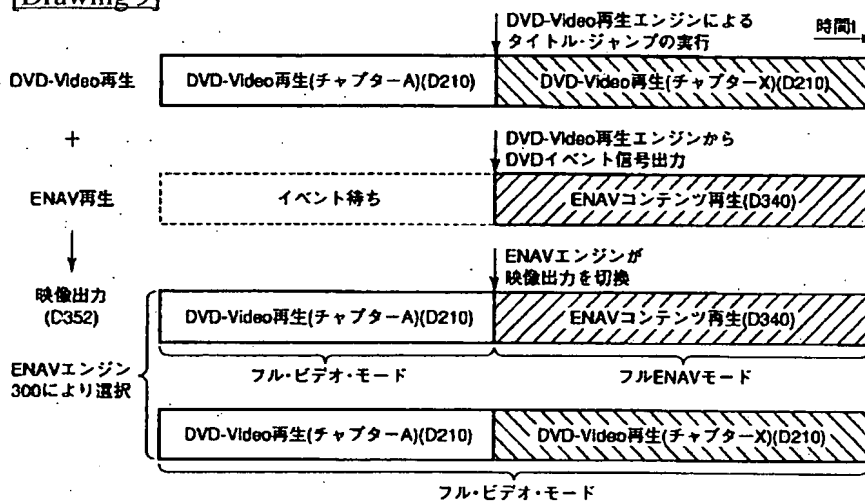 [Drawing 9]
DVD-Video再生エンジンによる
タイトル・ジャンプの実行
時間t
DVD-Video再生
DVD-Video再生(チャプターA)(D210)
DVD-Video再生(チャプターX)(D210)
+
DVD-Video再生エンジンから
DVDイベント信号出力
ENAV再生
イベント待ち
ENAVコンテンツ再生(D340)
ENAVエンジンが
映像出力を切換
映像出力
(C352)
DVD-Video再生(チャプターA)(D210)
ENAVコンテンツ再生(D340)
ENAVエンジン
300により選択
フル・ビデオ・モード
フルENAVモード
DVD-Video再生(チャプターA)(D210)
DVD-Video再生(チャプターX)(D210)
フル・ビデオ・モード